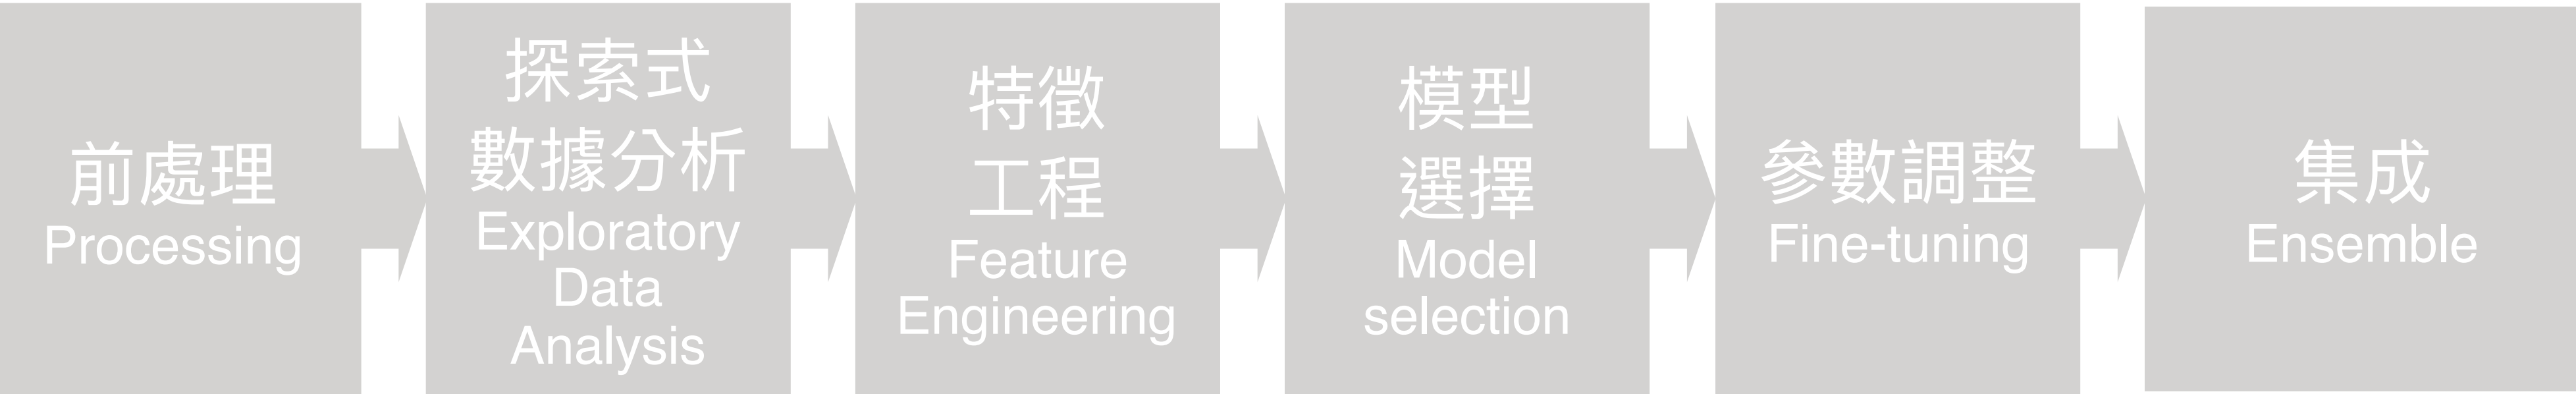 前處理
Processing
探索式
數據分析
Exploratory
Data
Analysis
特徵
工程
Feature
Engineering
模型
選擇
Model
selection
參數調整
Fine-tuning
集成
Ensemble